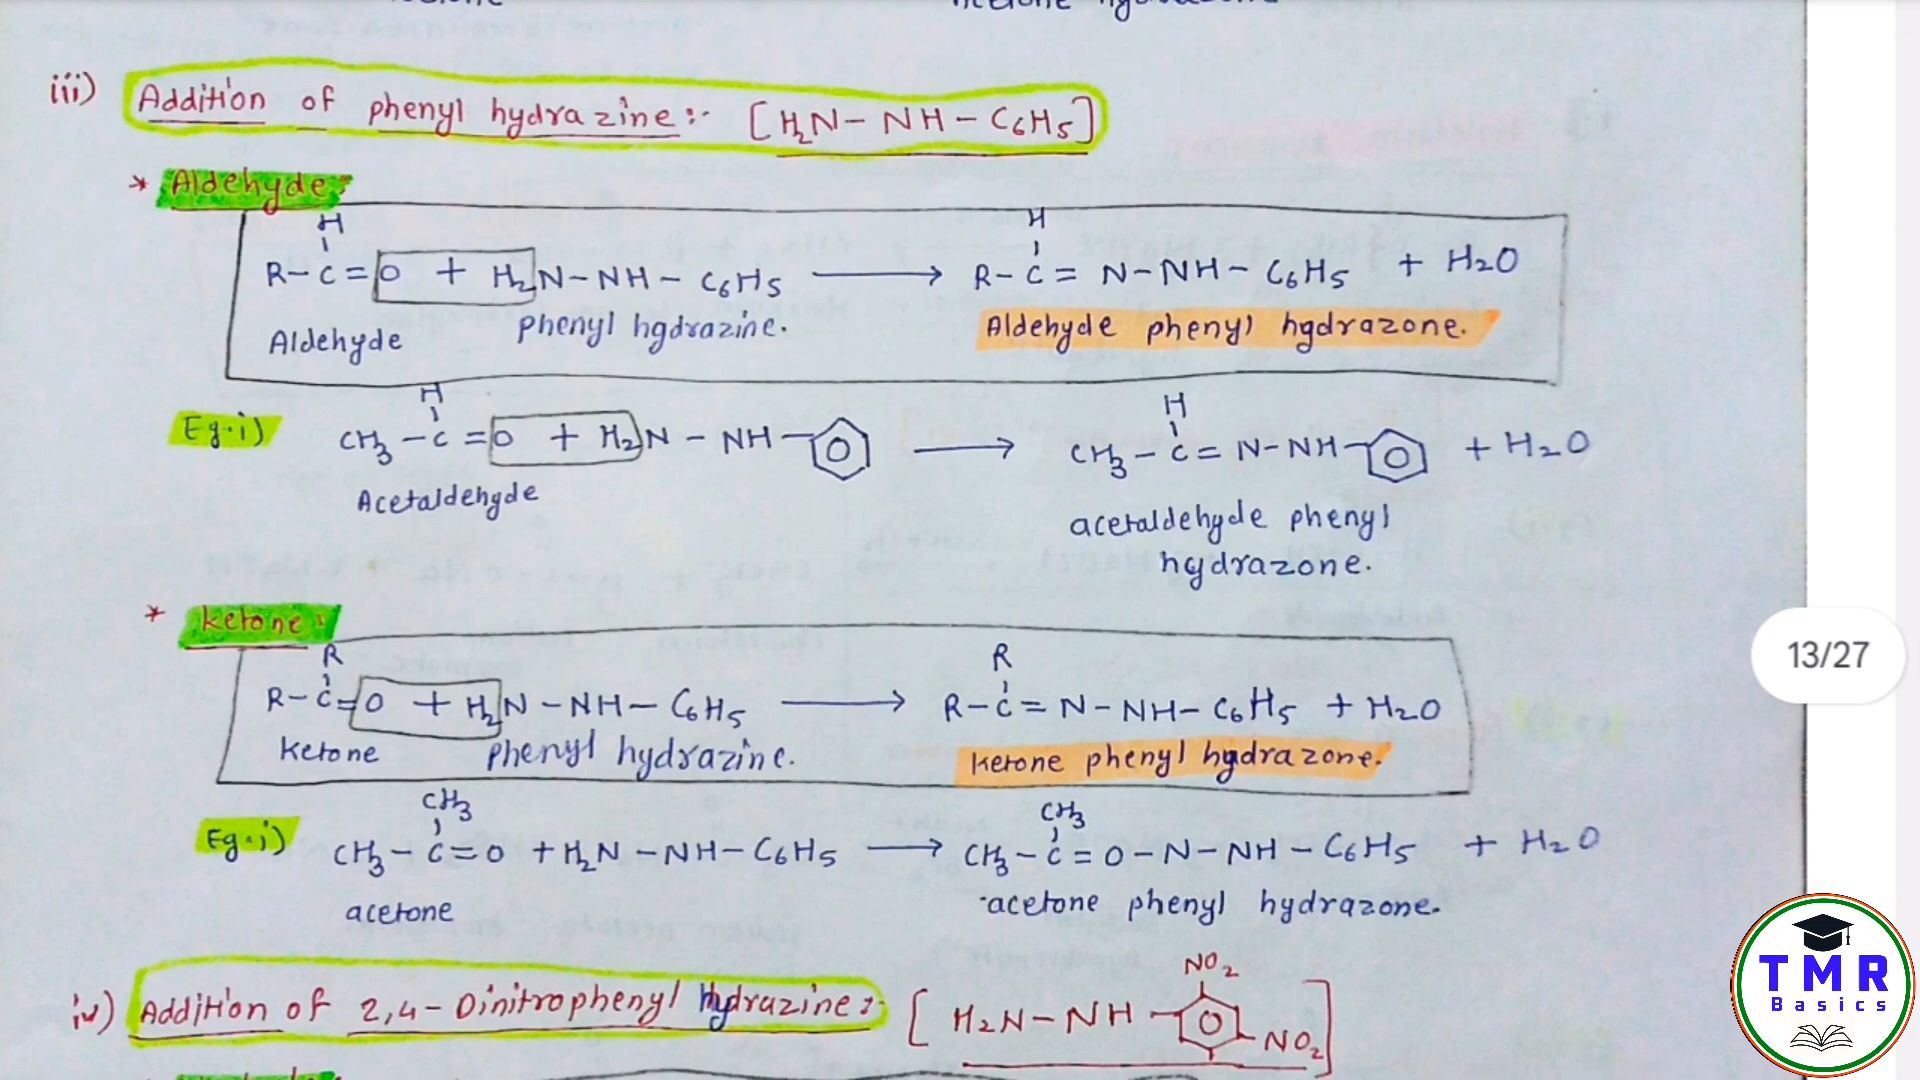 iii) Addition of phenyl hydrazine:- [H₂N-NH-C₆H₅]
* Aldehyde:
H H
R-C=O + H₂N-NH-C₆H₅ ⟶ R-C=N-NH-C₆H₅ + H₂O
Aldehyde phenyl hydrazine. Aldehyde phenyl hydrazone.
H H
Eg.i) CH₃-C=O + H₂N-NH- ⟶ CH₃-C=N-NH- + H₂O
Acetaldehyde acetaldehyde phenyl
hydrazone.
* ketone:
R R
R-C=O + H₂N-NH-C₆H₅ ⟶ R-C=N-NH-C₆H₅ + H₂O
ketone phenyl hydrazine. ketone phenyl hydrazone.
CH₃ CH₃
Eg.i) CH₃-C=O + H₂N-NH-C₆H₅ ⟶ CH₃-C=O-N-NH-C₆H₅ + H₂O
acetone acetone phenyl hydrazone.
NO₂
iv) Addition of 2,4-Dinitrophenyl Hydrazine:- [H₂N-NH- NO₂]
13/27
TMR
Basics